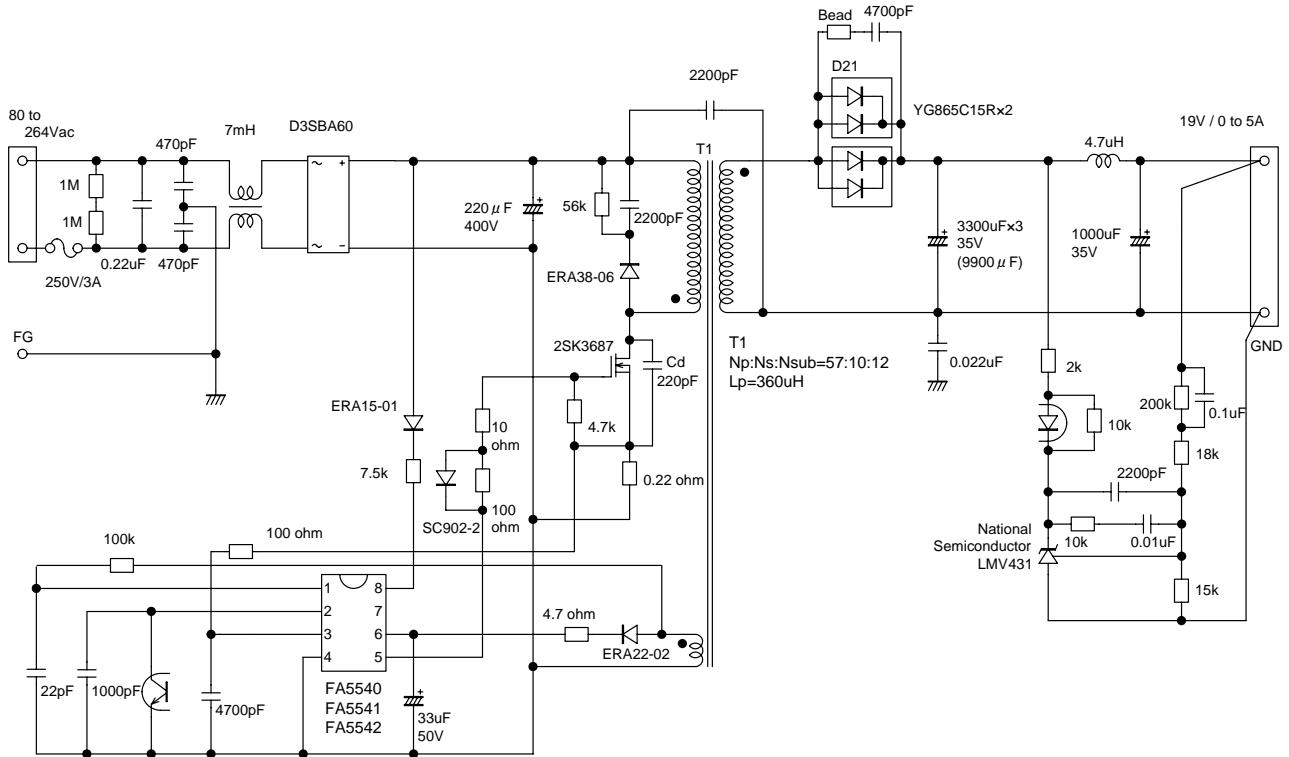 80 to
264Vac
1M
1M
250V/3A
0.22uF
470pF
470pF
7mH
D3SBA60
FG
220μF
400V
56k
2200pF
2200pF
ERA38-06
T1
2SK3687
Cd
220pF
4.7k
0.22 ohm
ERA15-01
7.5k
10
ohm
SC902-2
100
ohm
100 ohm
100k
1
2
3
4
8
7
6
5
FA5540
FA5541
FA5542
22pF
1000pF
4700pF
33uF
50V
4.7 ohm
ERA22-02
T1
Np:Ns:Nsub=57:10:12
Lp=360uH
Bead
4700pF
D21
YG865C15R×2
4.7uH
19V / 0 to 5A
3300uF×3
35V
(9900μF)
1000uF
35V
GND
0.022uF
2k
10k
200k
0.1uF
18k
2200pF
10k
0.01uF
National
Semiconductor
LMV431
15k